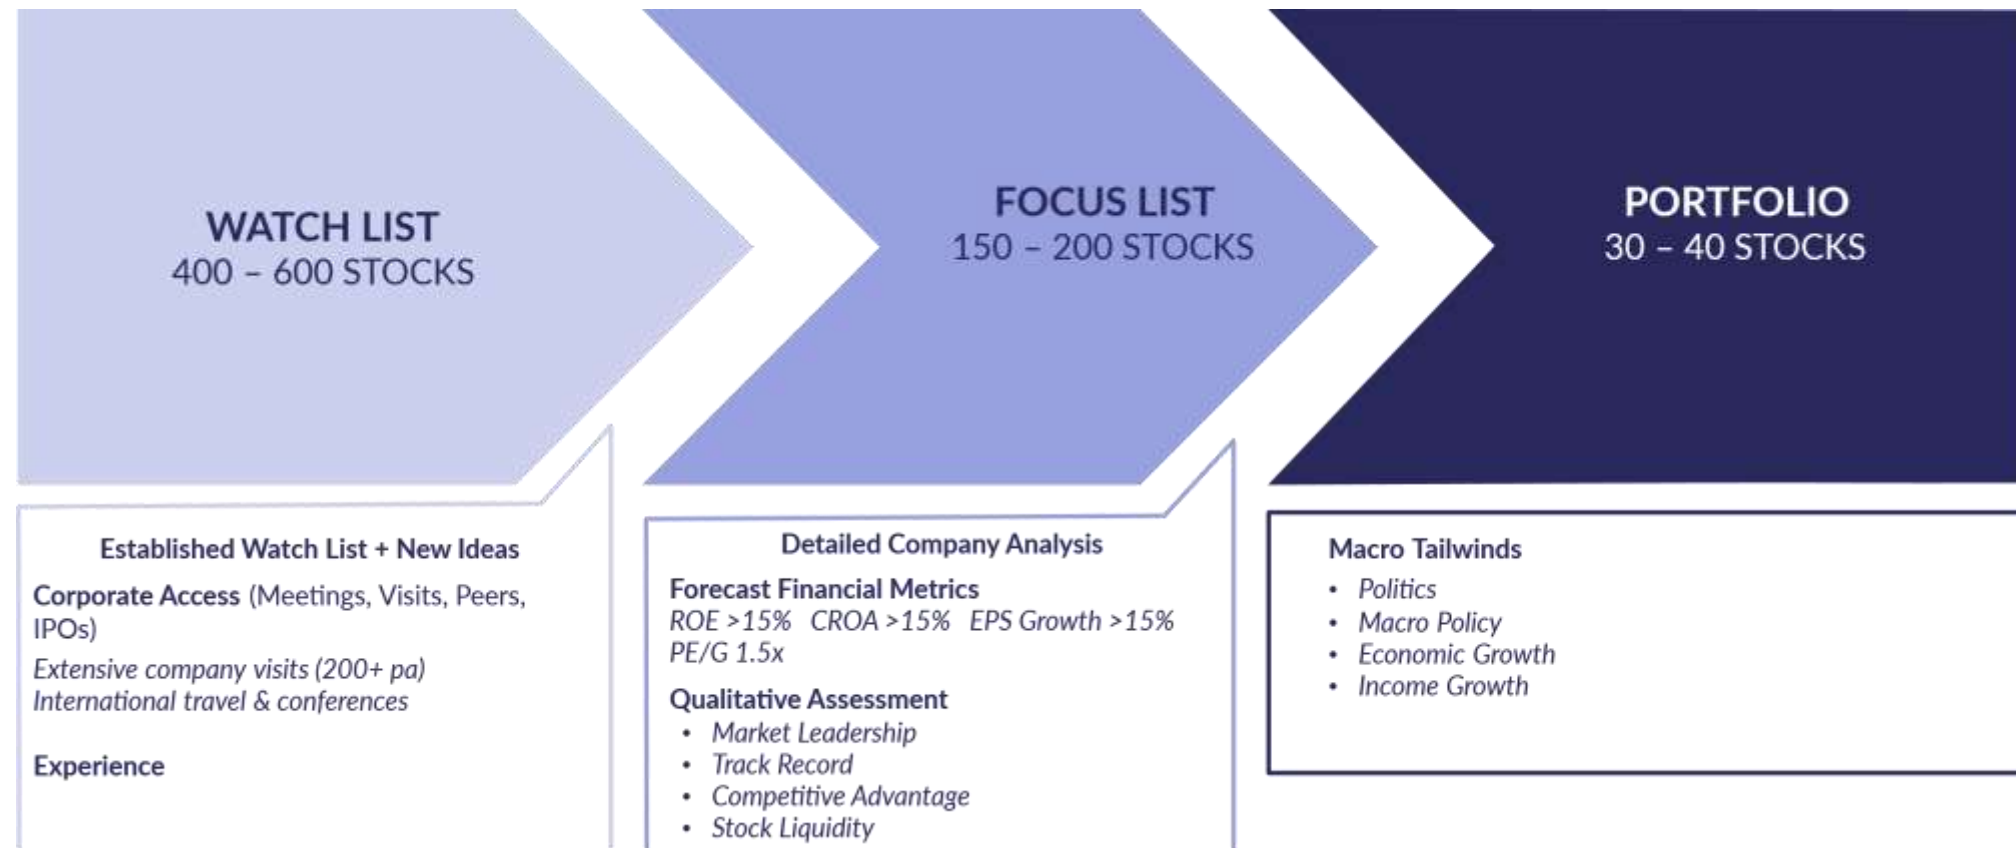 WATCH LIST
400 – 600 STOCKS
FOCUS LIST
150 – 200 STOCKS
PORTFOLIO
30 – 40 STOCKS
Established Watch List + New Ideas
Corporate Access (Meetings, Visits, Peers,
IPOs)
Extensive company visits (200+ pa)
International travel & conferences
Experience
Detailed Company Analysis
Forecast Financial Metrics
ROE >15% CROA >15% EPS Growth >15%
PE/G 1.5x
Qualitative Assessment
• Market Leadership
• Track Record
• Competitive Advantage
• Stock Liquidity
Macro Tailwinds
• Politics
• Macro Policy
• Economic Growth
• Income Growth